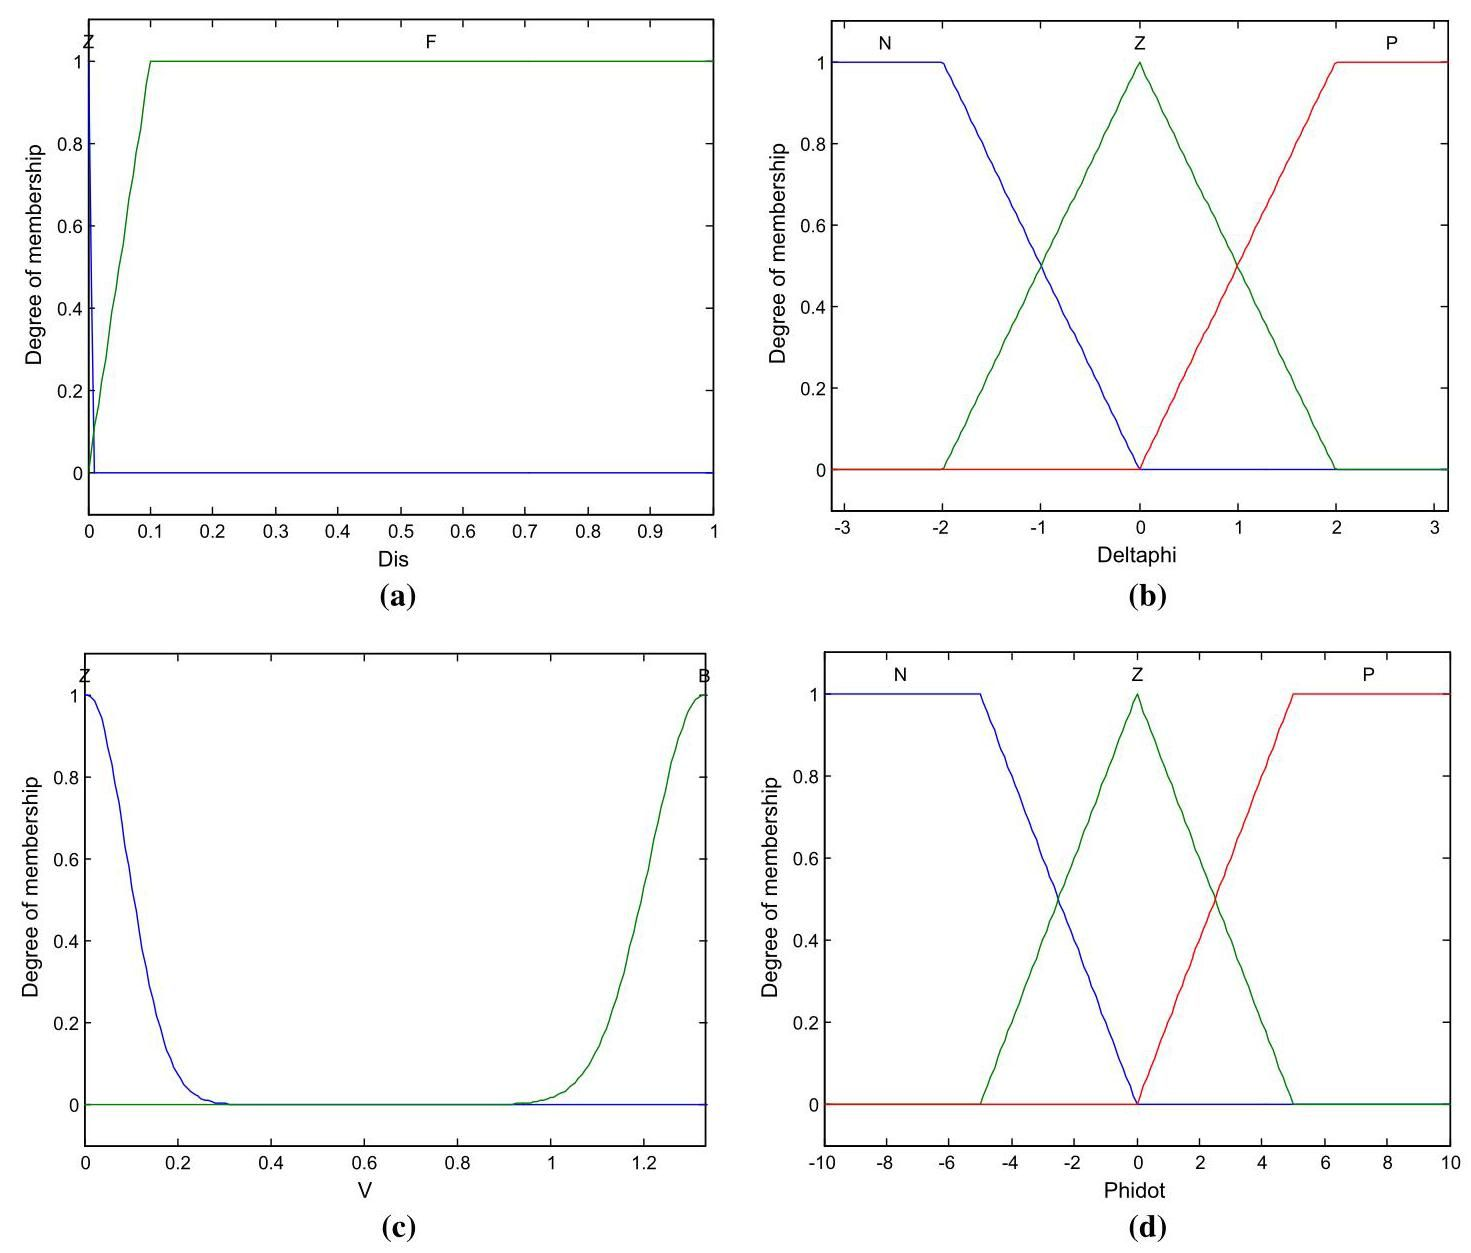 Z F
1
0.8
0.6
0.4
0.2
0
Degree of membership
0 0.1 0.2 0.3 0.4 0.5 0.6 0.7 0.8 0.9 1
Dis
(a)
N Z P
1
0.8
0.6
0.4
0.2
0
Degree of membership
-3 -2 -1 0 1 2 3
Deltaphi
(b)
Z B
1
0.8
0.6
0.4
0.2
0
Degree of membership
0 0.2 0.4 0.6 0.8 1 1.2
V
(c)
N Z P
1
0.8
0.6
0.4
0.2
0
Degree of membership
-10 -8 -6 -4 -2 0 2 4 6 8 10
Phidot
(d)